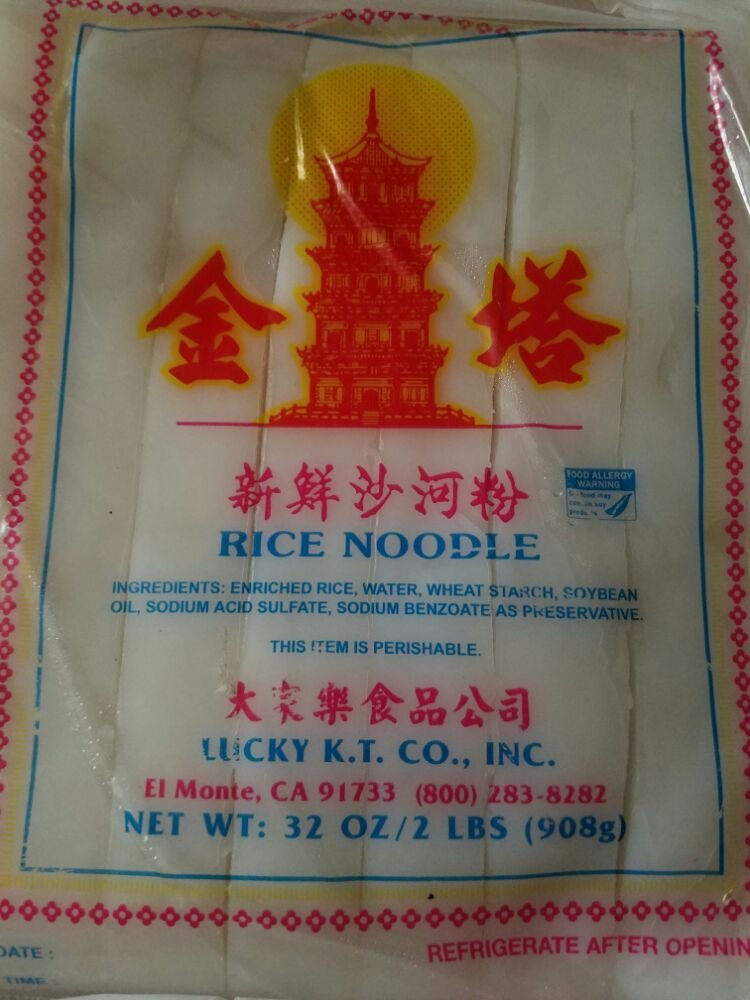 金塔
新鮮沙河粉
FOOD ALLERGY
WARNING
food may
soy
RICE NOODLE
INGREDIENTS: ENRICHED RICE, WATER, WHEAT STARCH, SOYBEAN
OIL, SODIUM ACID SULFATE, SODIUM BENZOATE AS PRESERVATIVE.
THIS ITEM IS PERISHABLE.
大家樂食品公司
LUCKY K.T. CO., INC.
El Monte, CA 91733 (800) 283-8282
NET WT: 32 OZ/2 LBS (908g)
DATE :
REFRIGERATE AFTER OPENIN
TIME :